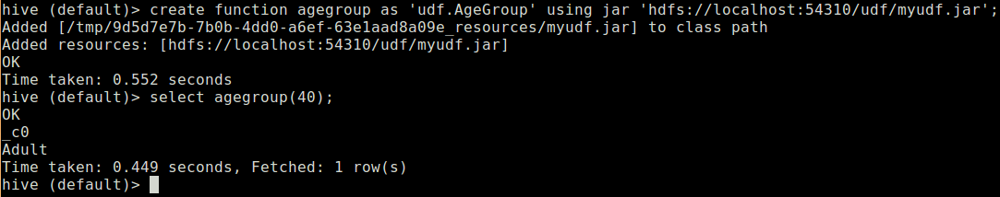 hive (default)> create function agegroup as 'udf.AgeGroup' using jar 'hdfs://localhost:54310/udf/myudf.jar';
Added [/tmp/9d5d7e7b-7b0b-4dd0-a6ef-63e1aad8a09e_resources/myudf.jar] to class path
Added resources: [hdfs://localhost:54310/udf/myudf.jar]
OK
Time taken: 0.552 seconds
hive (default)> select agegroup(40);
OK
_c0
Adult
Time taken: 0.449 seconds, Fetched: 1 row(s)
hive (default)>